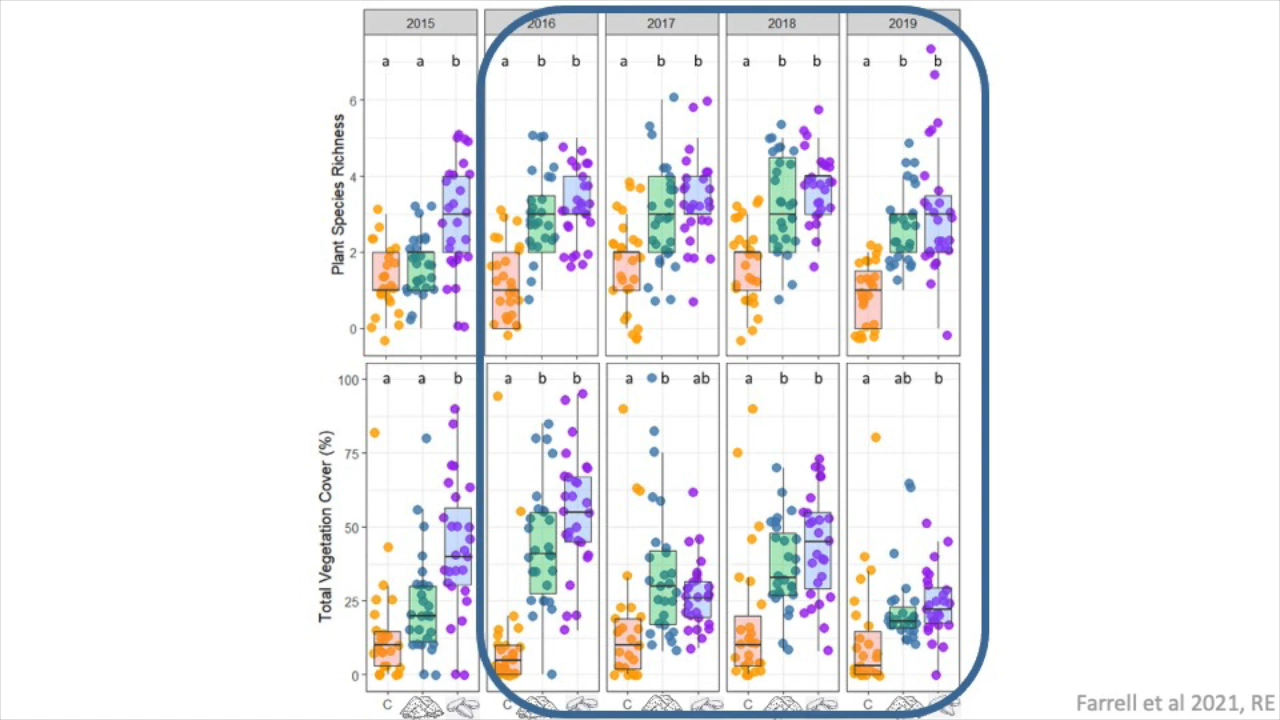 2015 2016 2017 2018 2019
a a b a b b a b b a b b a b b
6
4
2
0
Plant Species Richness
a a b a b b a b ab a b b a ab b
100
75
50
25
0
Total Vegetation Cover (%)
C C C C C
Farrell et al 2021, RE